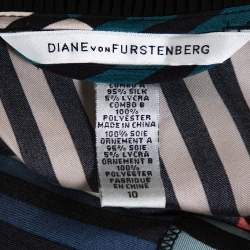 DIANE VON FURSTENBERG
COMBO A
95% SILK
5% LYCRA
COMBO B
100%
POLYESTER
MADE IN CHINA
100% SOIE
ORNEMENT A
95% SOIE
5% LYCRA
ORNEMENT B
100%
POLYESTER
FABRIQUE
EN CHINE
10